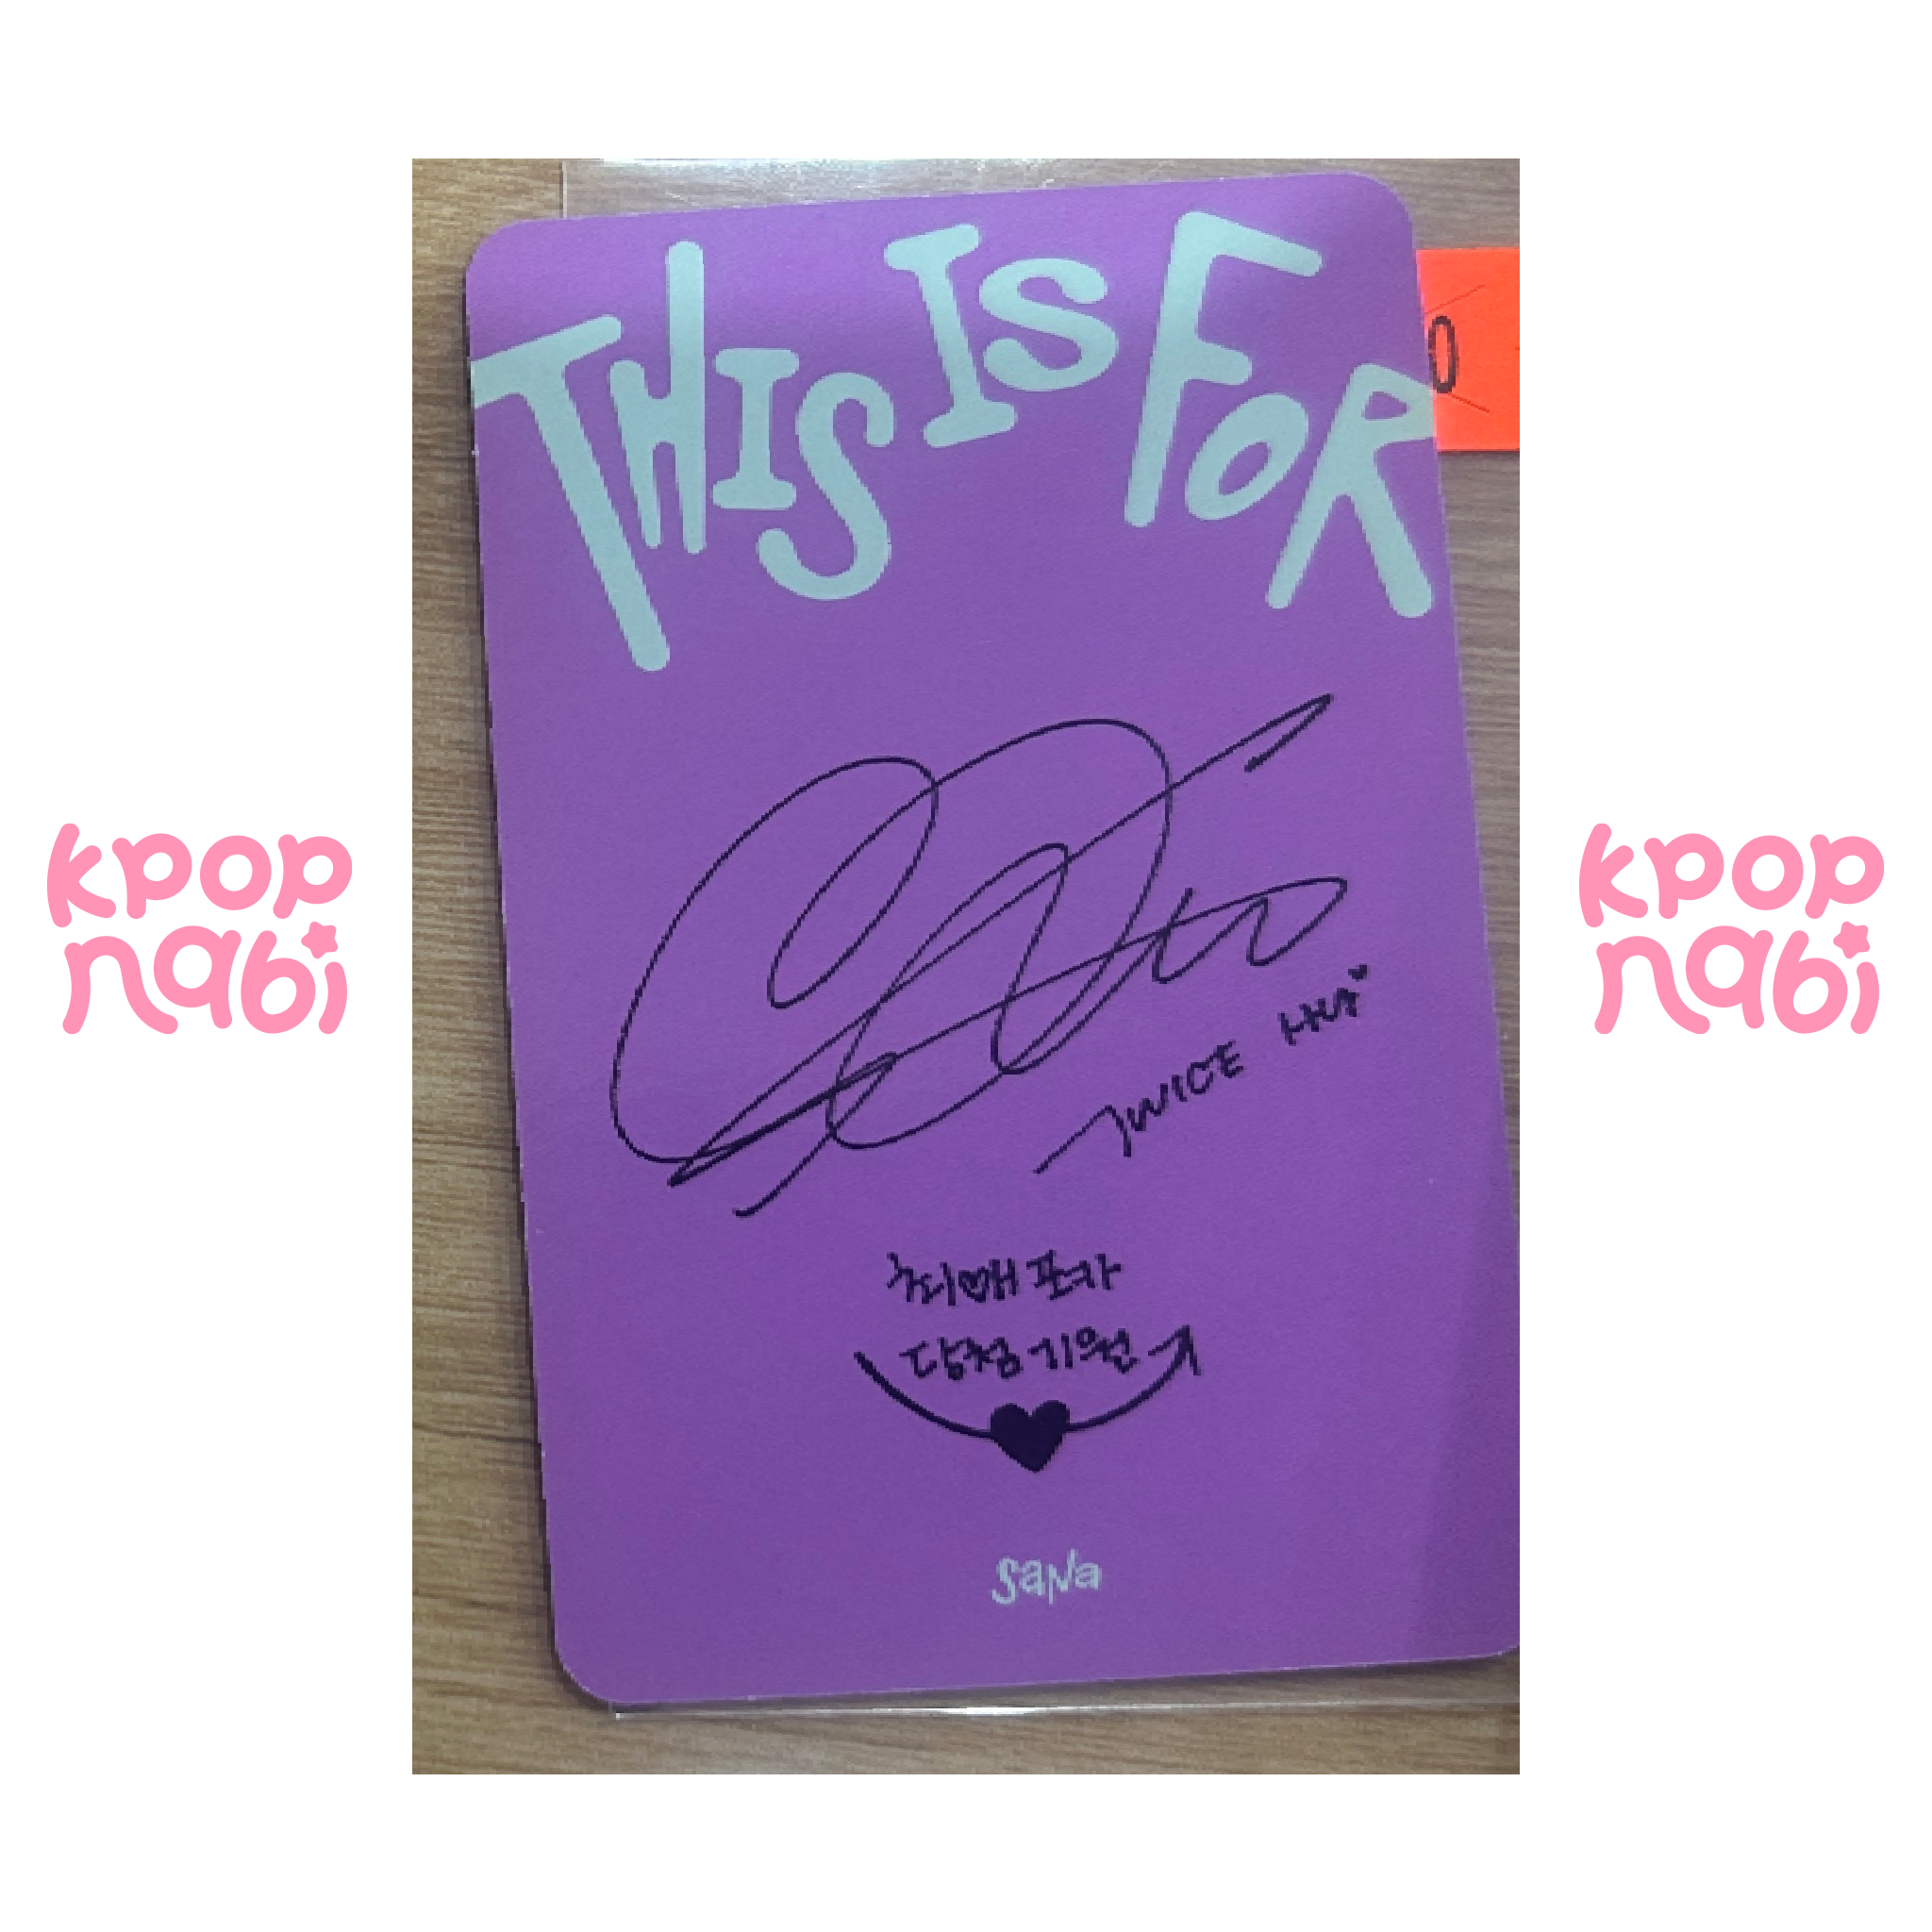 THIS IS FOR
0
TWICE 사나
최애 포카
당첨 기원
SaNa
kpop
nabi
kpop
nabi